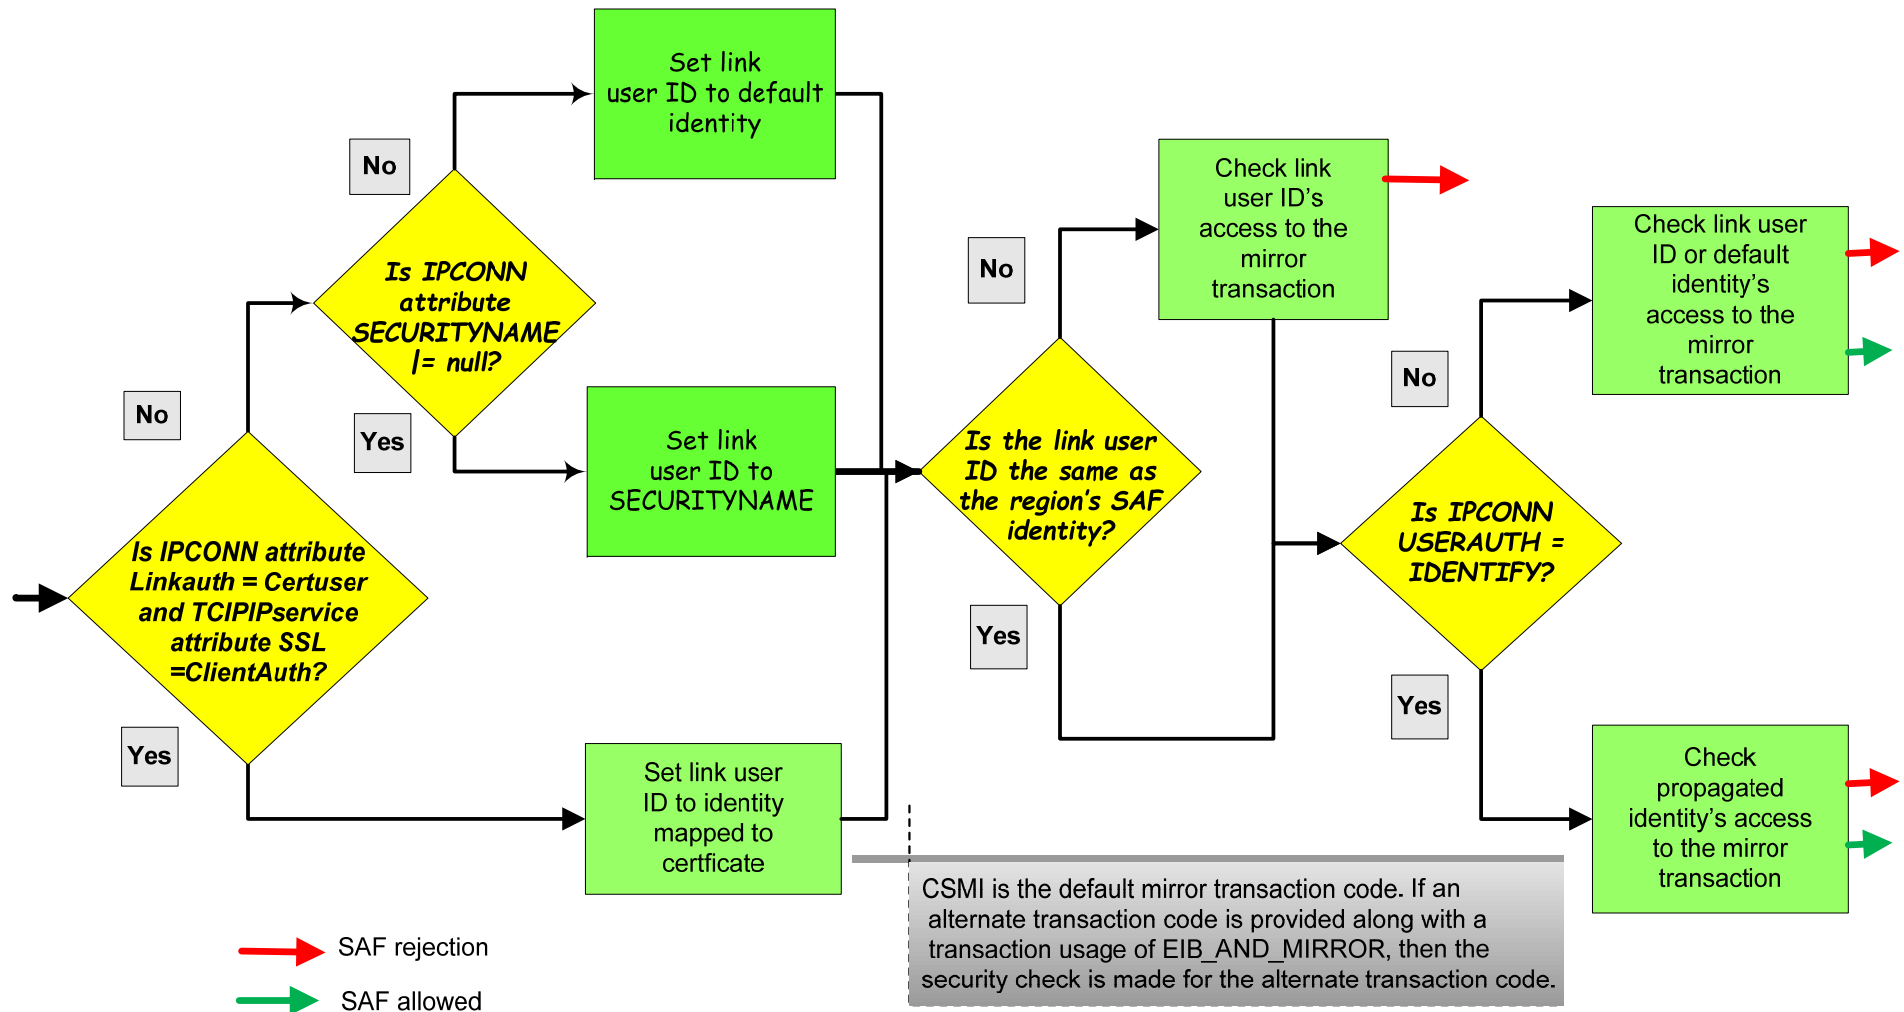 Set link
user ID to default
identity
No
Is IPCONN
attribute
SECURITYNAME
|= null?
No
Yes
Set link
user ID to
SECURITYNAME
Is IPCONN attribute
Linkauth = Certuser
and TCIPIPservice
attribute SSL
=ClientAuth?
Yes
Set link user
ID to identity
mapped to
certficate
No
Is the link user
ID the same as
the region's SAF
identity?
Yes
Check link
user ID's
access to the
mirror
transaction
No
Is IPCONN
USERAUTH =
IDENTIFY?
Yes
Check link user
ID or default
identity's
access to the
mirror
transaction
Check
propagated
identity's access
to the mirror
transaction
CSMI is the default mirror transaction code. If an
alternate transaction code is provided along with a
transaction usage of EIB_AND_MIRROR, then the
security check is made for the alternate transaction code.
SAF rejection
SAF allowed